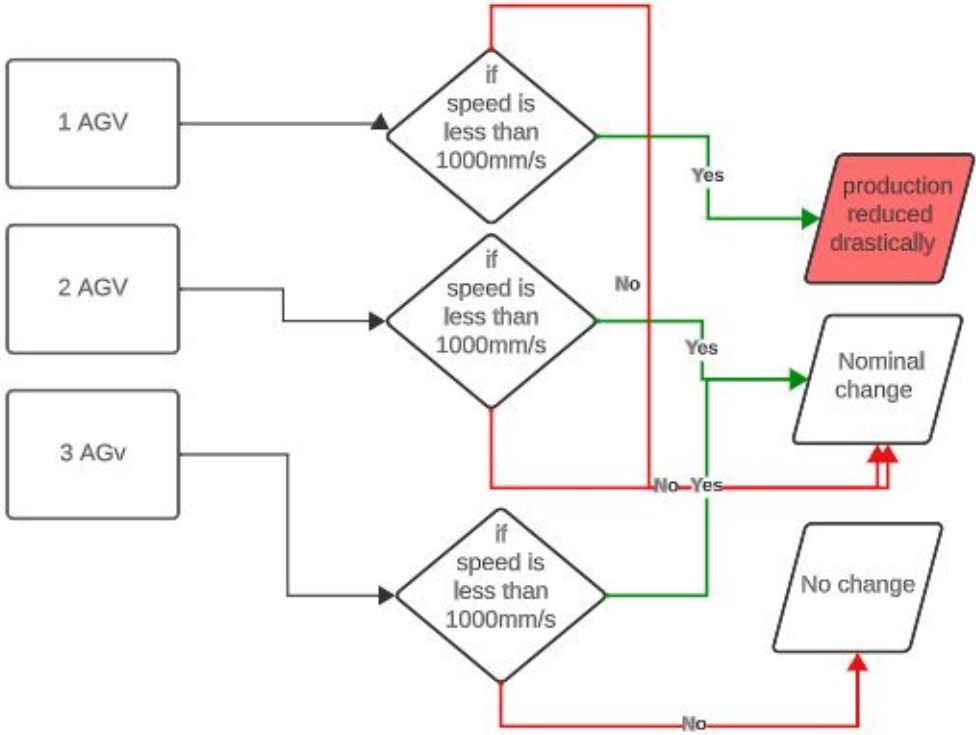 1 AGV
if
speed is
less than
1000mm/s
Yes
production
reduced
drastically
2 AGV
if
speed is
less than
1000mm/s
No
Yes
Nominal
change
3 AGv
No
Yes
if
speed is
less than
1000mm/s
No change
No